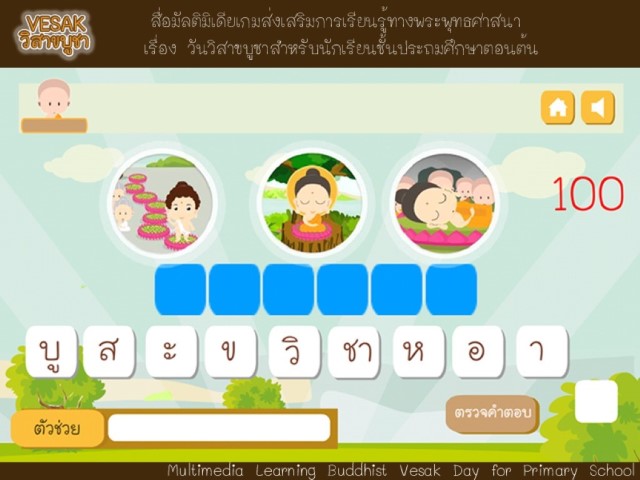 VESAK
วิสาขบูชา
สื่อมัลติมิเดียเกมส่งเสริมการเรียนรู้ทางพระพุทธศาสนา
เรื่อง วันวิสาขบูชาสำหรับนักเรียนชั้นประถมศึกษาตอนต้น
100
บู ส ะ ข วิ ชา ห อ า
ตรวจคำตอบ
ตัวช่วย
Multimedia Learning Buddhist Vesak Day for Primary School